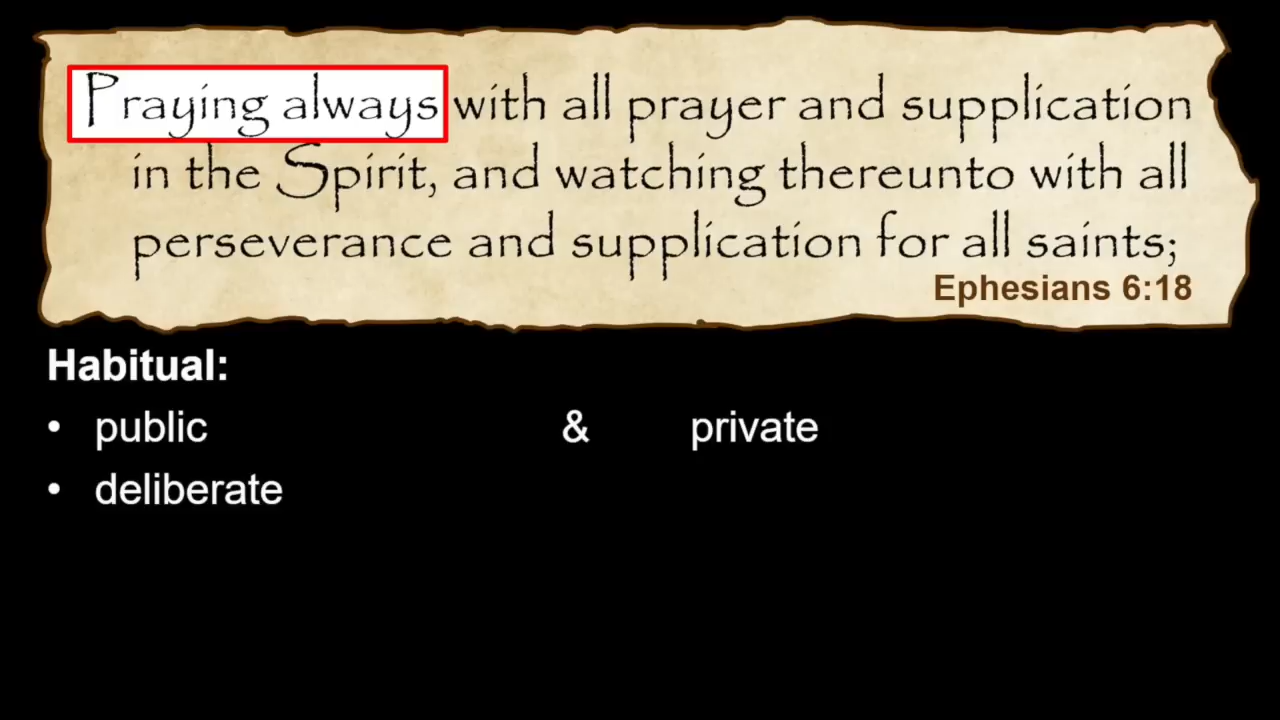 Praying always with all prayer and supplication
in the Spirit, and watching thereunto with all
perseverance and supplication for all saints;
Ephesians 6:18
Habitual:
• public & private
• deliberate